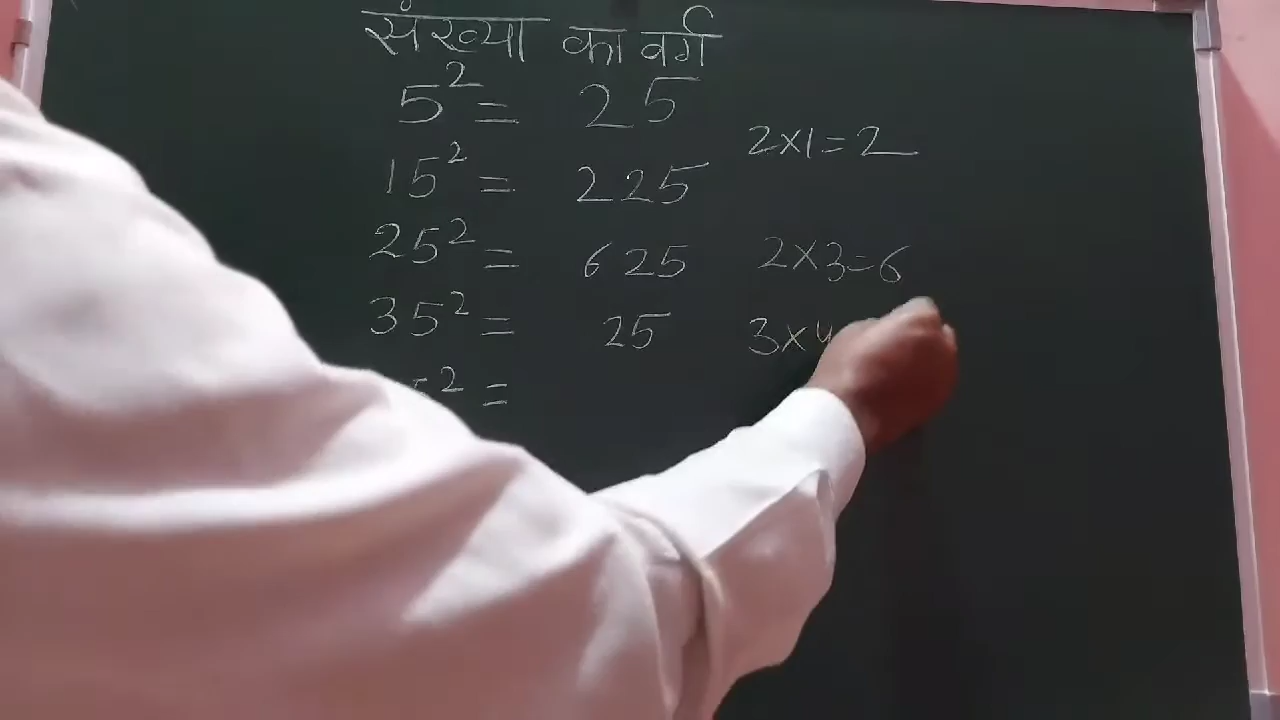 संख्या का वर्ग
5² = 25
2×1=2
15² = 225
25² = 625 2×3=6
35² = 25 3×4
5² =